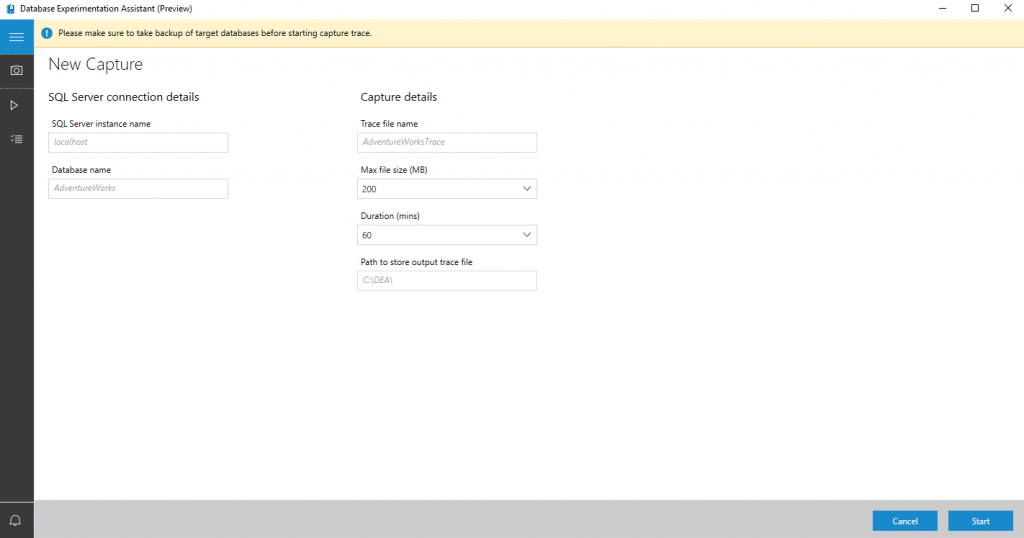 Database Experimentation Assistant (Preview)
Please make sure to take backup of target databases before starting capture trace.
New Capture
SQL Server connection details
SQL Server instance name
localhost
Database name
AdventureWorks
Capture details
Trace file name
AdventureWorksTrace
Max file size (MB)
200
Duration (mins)
60
Path to store output trace file
C:\DEA\
Cancel
Start